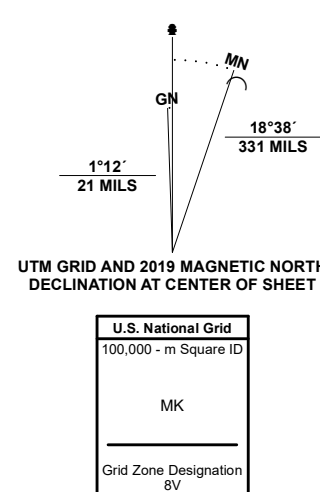 MN
GN
18°38´
331 MILS
1°12´
21 MILS
UTM GRID AND 2019 MAGNETIC NORTH
DECLINATION AT CENTER OF SHEET
U.S. National Grid
100,000 - m Square ID
MK
Grid Zone Designation
8V